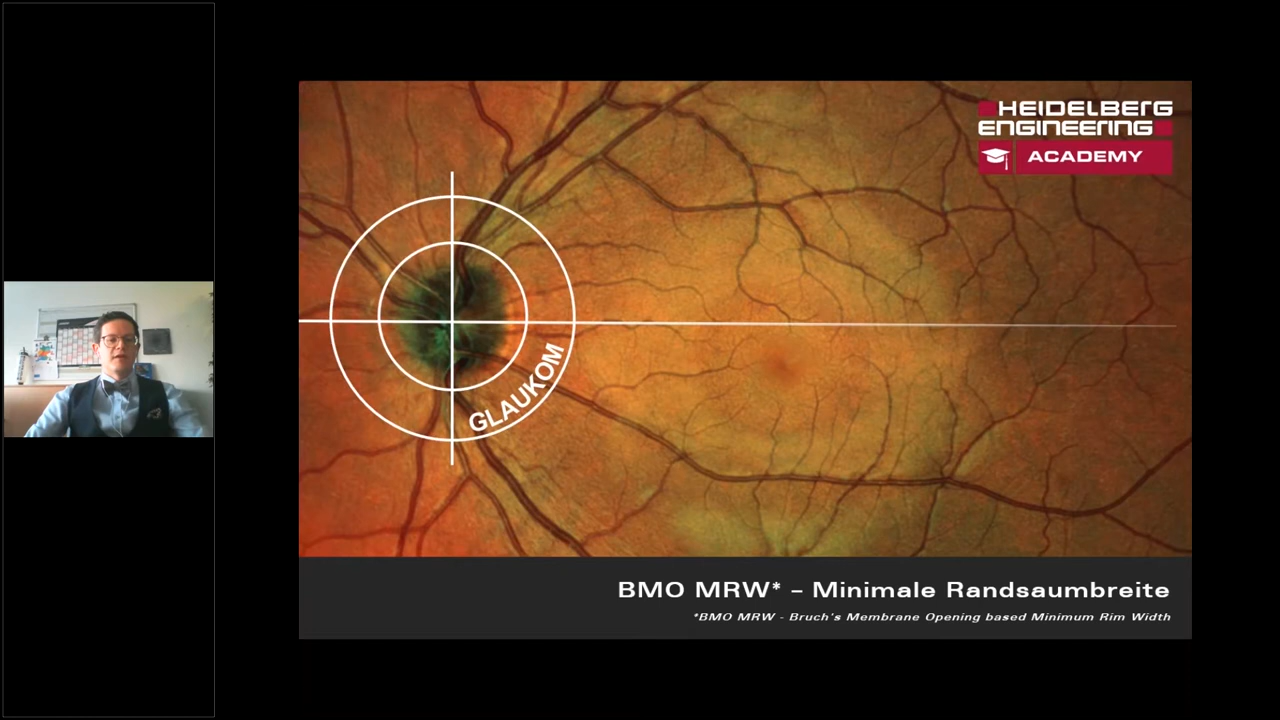 HEIDELBERG
ENGINEERING
ACADEMY
GLAUKOM
BMO MRW* – Minimale Randsaumbreite
*BMO MRW - Bruch's Membrane Opening based Minimum Rim Width